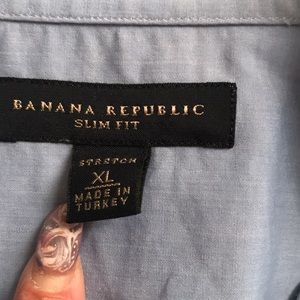 BANANA REPUBLIC
SLIM FIT
STRETCH
XL
MADE IN
TURKEY